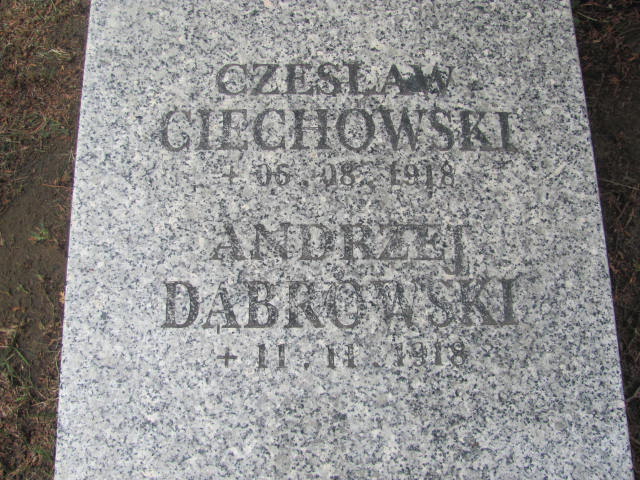 CZESŁAW
CIECHOWSKI
+ 06.08.1918
ANDRZEJ
DĄBROWSKI
+ 11.11.1918